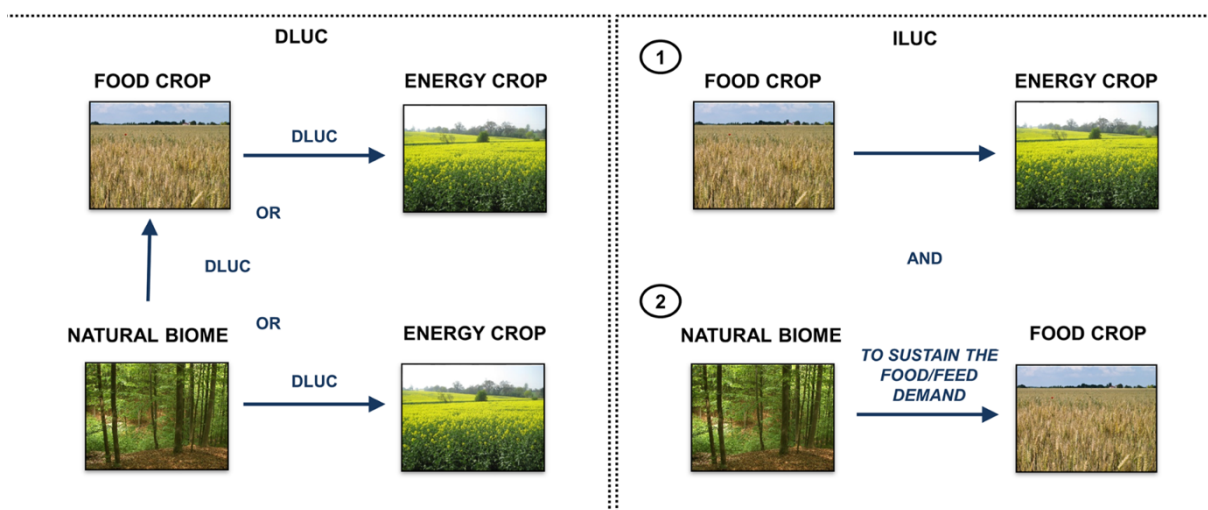 DLUC
FOOD CROP
ENERGY CROP
DLUC
OR
DLUC
OR
NATURAL BIOME
ENERGY CROP
DLUC
ILUC
1
FOOD CROP
ENERGY CROP
AND
2
NATURAL BIOME
FOOD CROP
TO SUSTAIN THE
FOOD/FEED
DEMAND